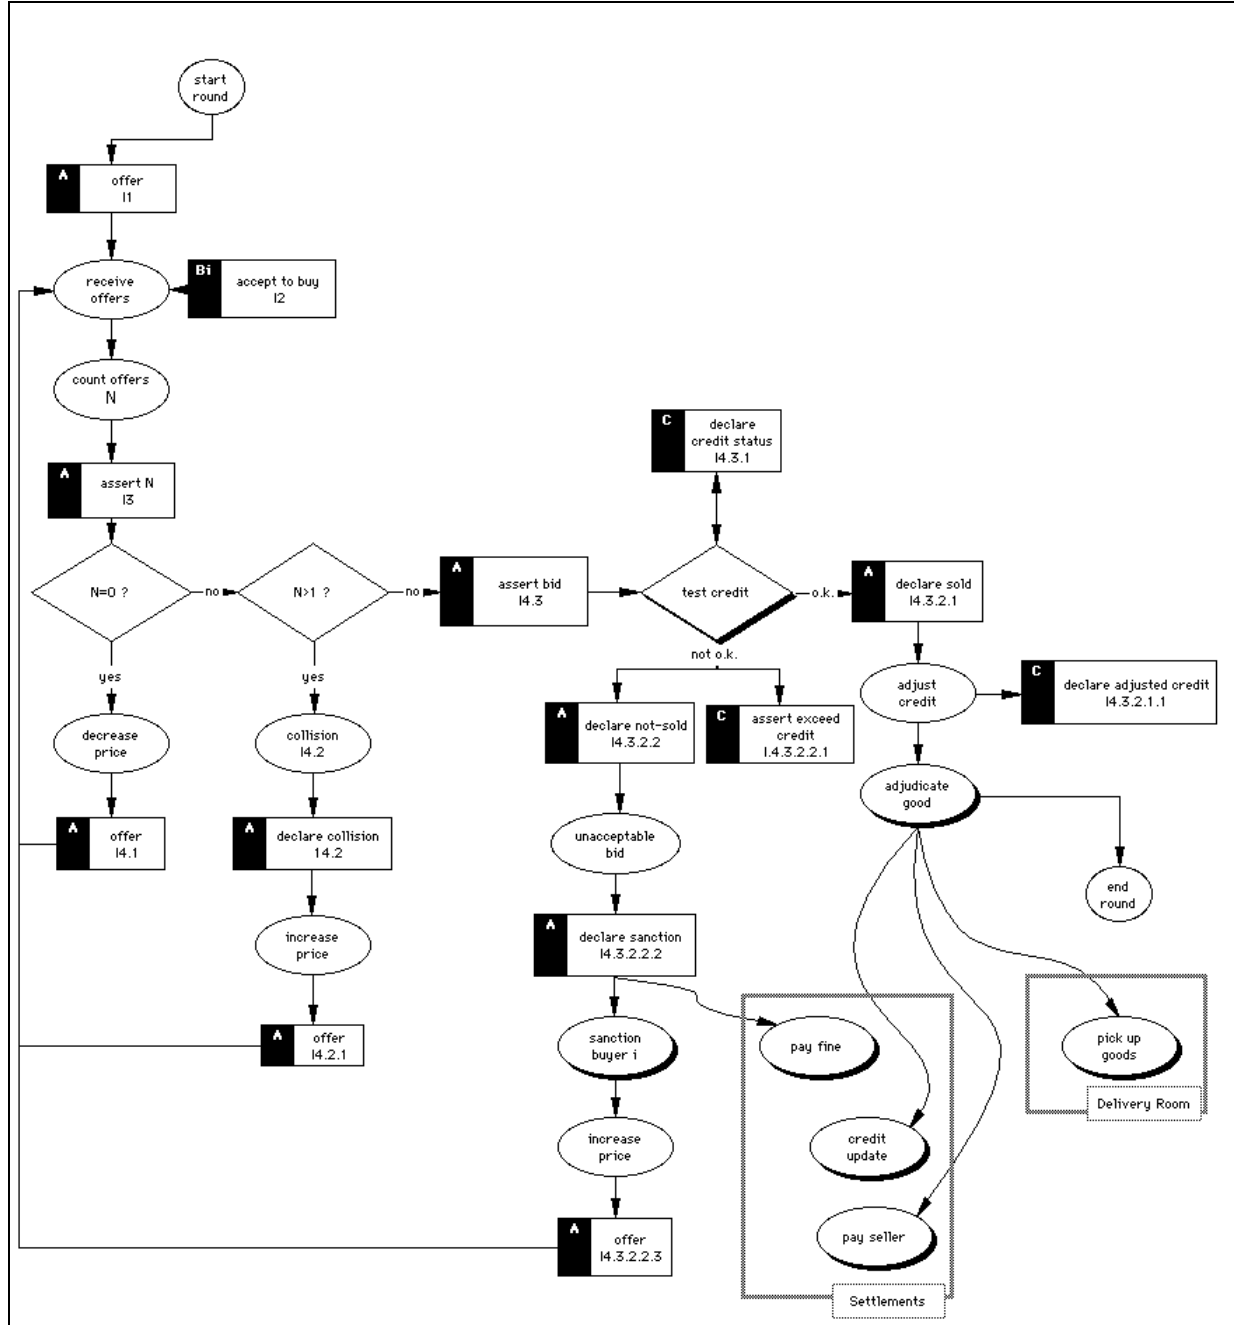 start
round
A
offer
I1
receive
offers
Bi
accept to buy
I2
count offers
N
A
assert N
I3
C
declare
credit status
I4.3.1
N=0 ?
no
N>1 ?
no
A
assert bid
I4.3
test credit
o.k.
A
declare sold
I4.3.2.1
yes
yes
not o.k.
adjust
credit
C
declare adjusted credit
I4.3.2.1.1
decrease
price
collision
I4.2
A
declare not-sold
I4.3.2.2
C
assert exceed
credit
I.4.3.2.2.1
adjudicate
good
A
offer
I4.1
A
declare collision
14.2
unacceptable
bid
end
round
increase
price
A
declare sanction
I4.3.2.2.2
A
offer
I4.2.1
sanction
buyer i
pay fine
pick up
goods
Delivery Room
increase
price
credit
update
A
offer
I4.3.2.2.3
pay seller
Settlements